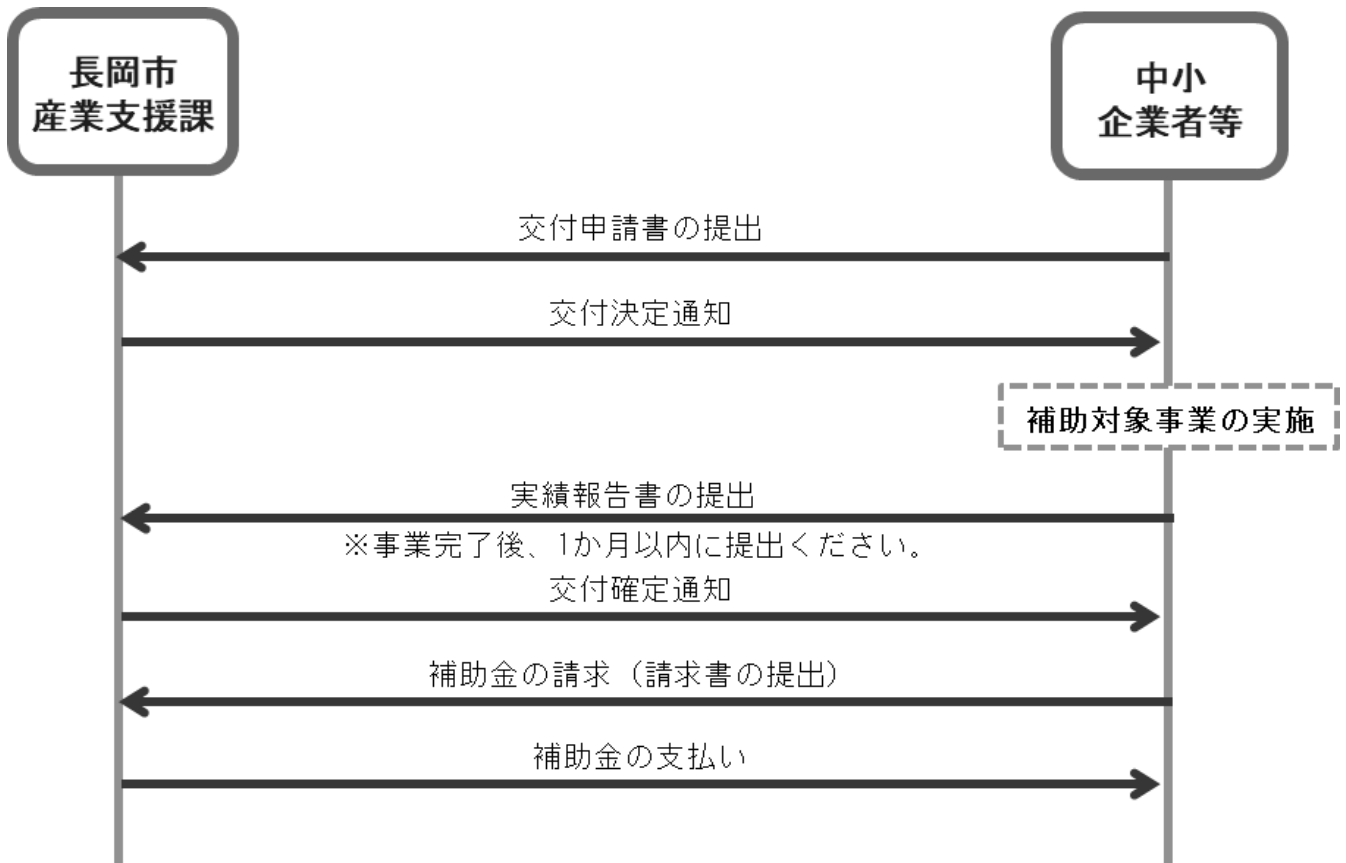 長岡市
産業支援課
中小
企業者等
交付申請書の提出
交付決定通知
補助対象事業の実施
実績報告書の提出
※事業完了後、1か月以内に提出ください。
交付確定通知
補助金の請求（請求書の提出）
補助金の支払い